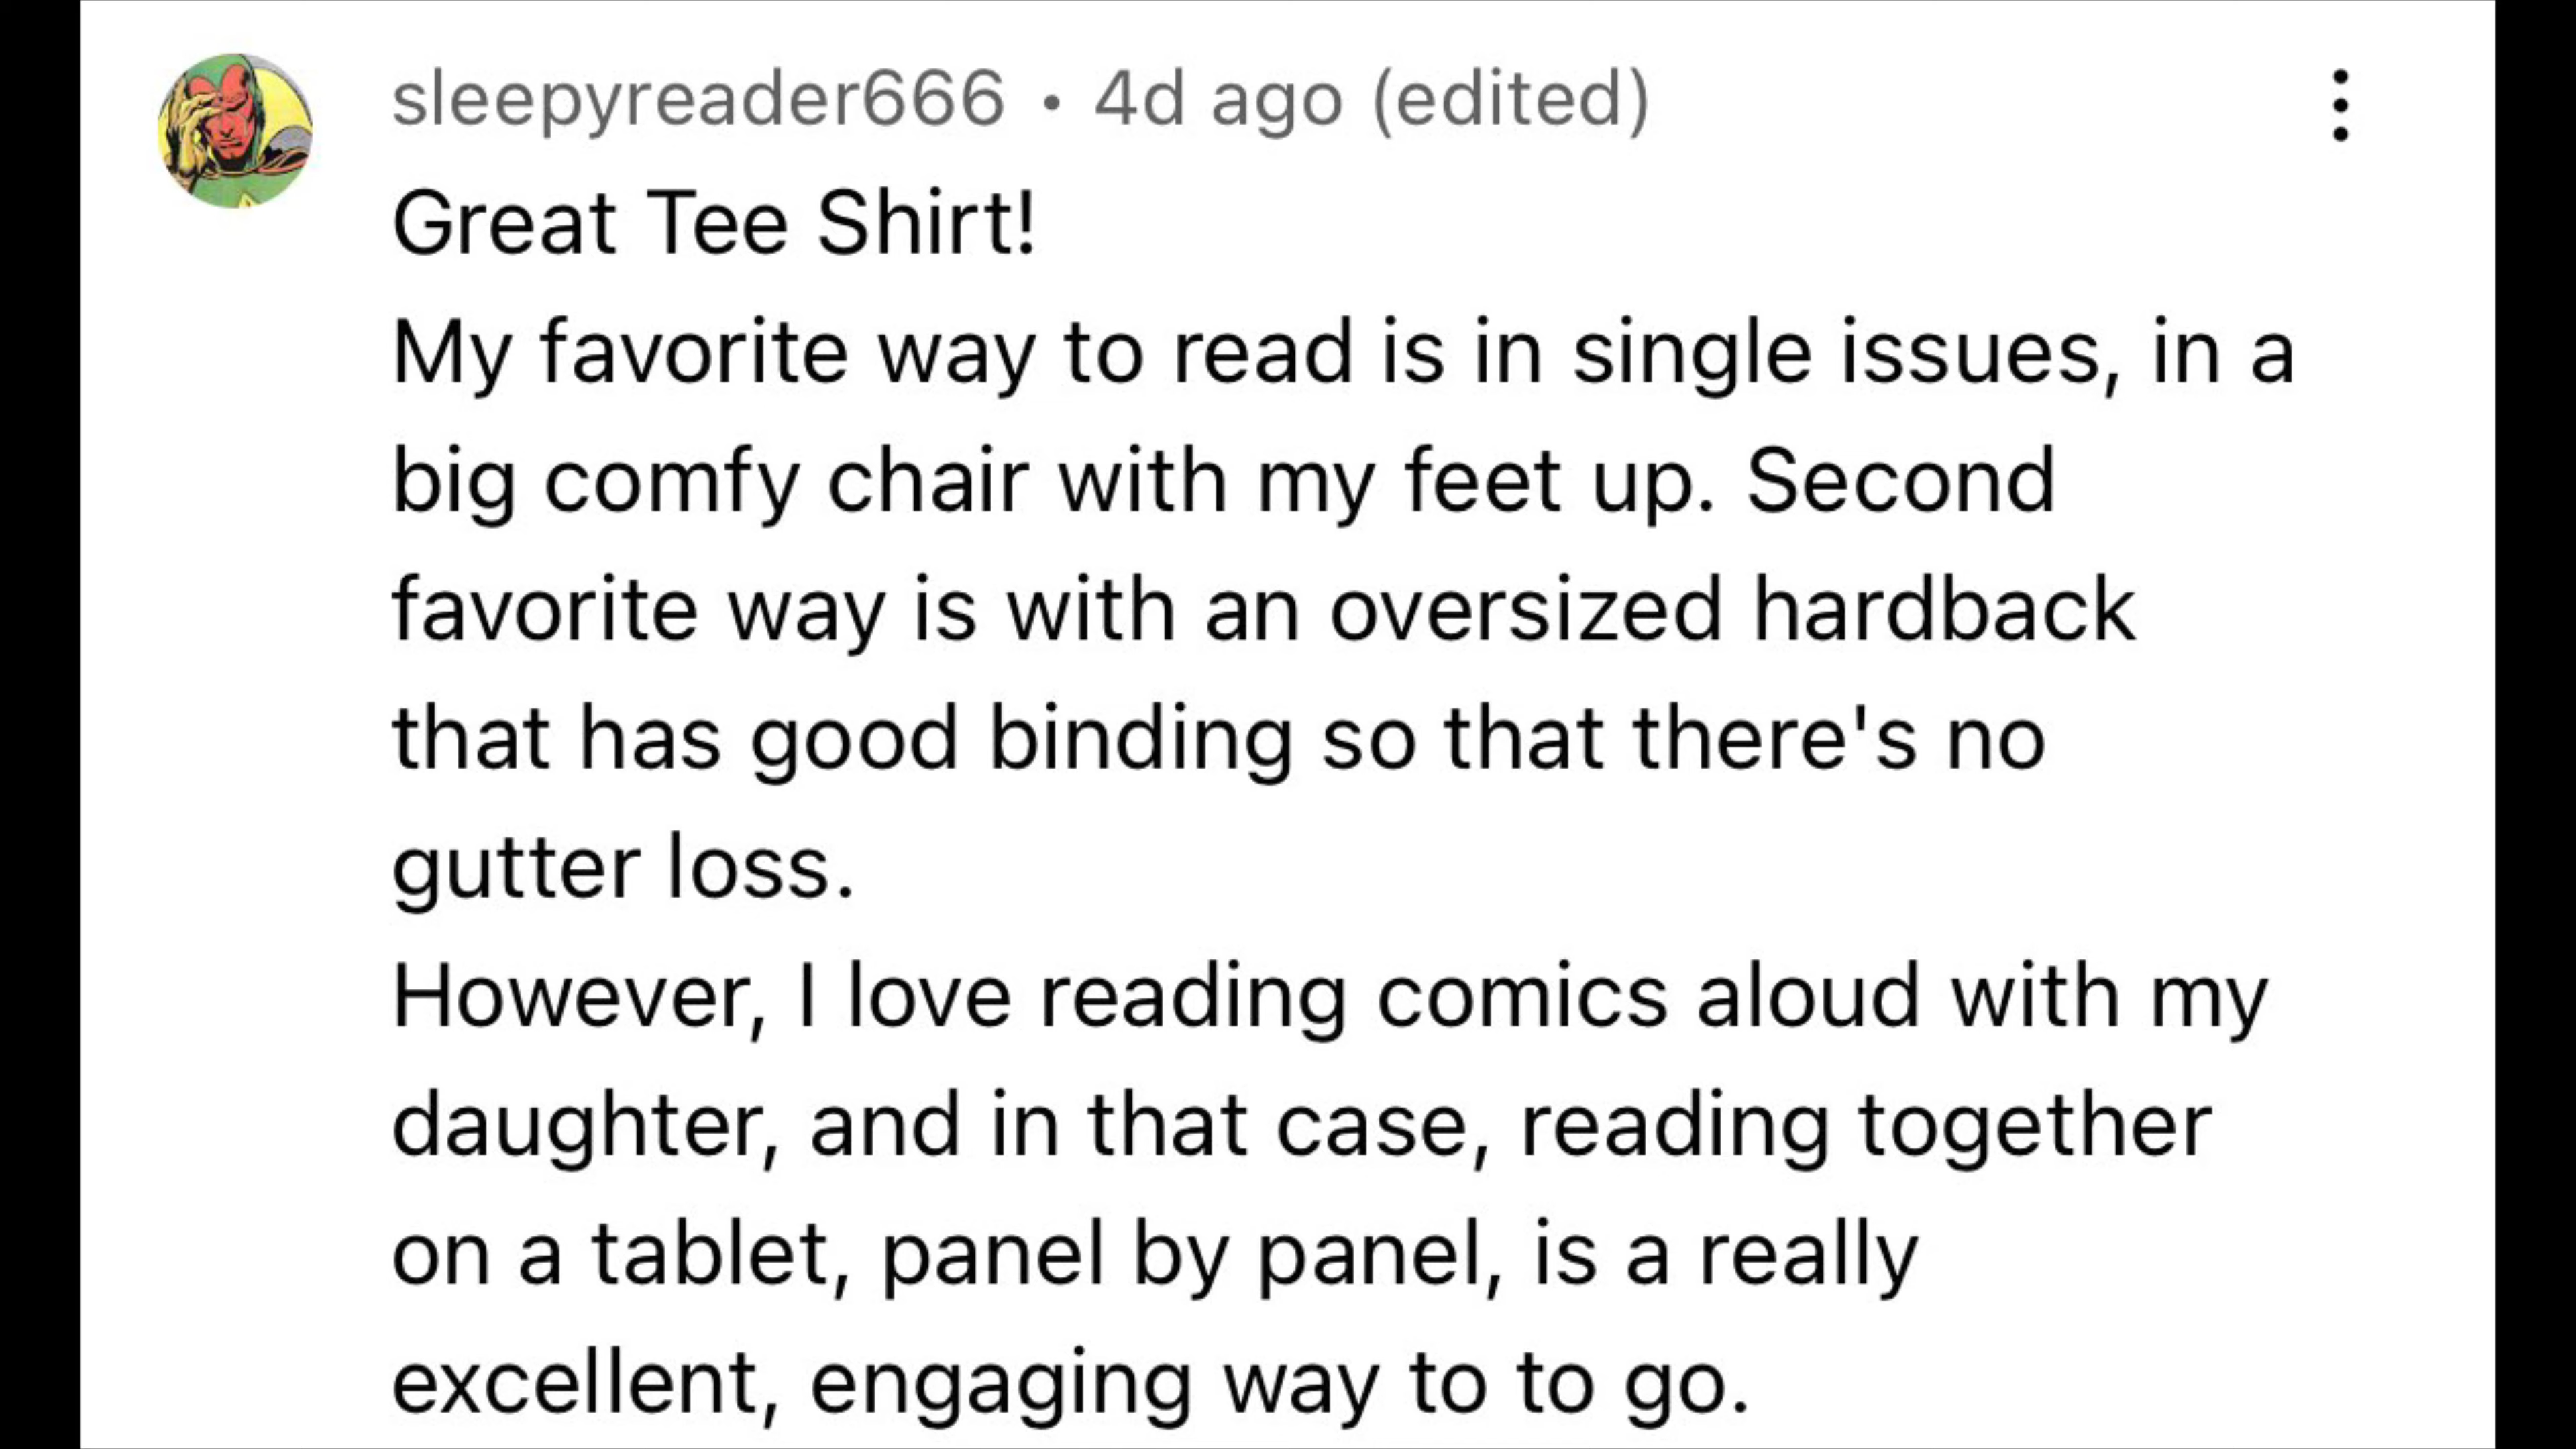 sleepyreader666 • 4d ago (edited)
Great Tee Shirt!
My favorite way to read is in single issues, in a
big comfy chair with my feet up. Second
favorite way is with an oversized hardback
that has good binding so that there's no
gutter loss.
However, I love reading comics aloud with my
daughter, and in that case, reading together
on a tablet, panel by panel, is a really
excellent, engaging way to to go.